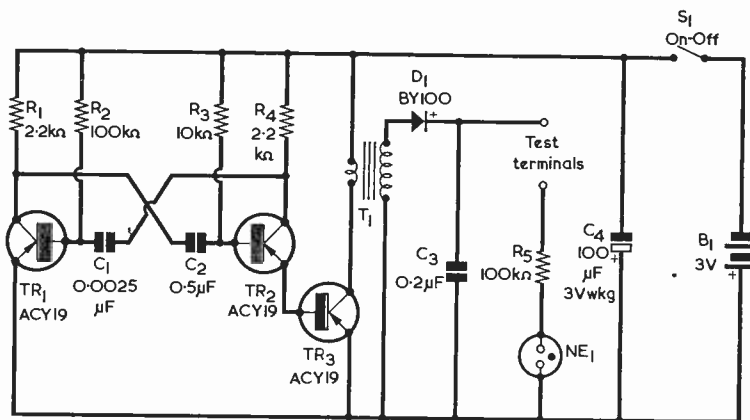 S1
On-Off
D1
BY100
R1
2·2kΩ
R2
100kΩ
R3
10kΩ
R4
2·2
kΩ
+
Test
terminals
T1
C1
0·0025
μF
C2
0·5μF
TR1
ACY19
TR2
ACY19
TR3
ACY19
C3
0·2μF
R5
100kΩ
NE1
C4
100
μF
+
3Vwkg
B1
3V
+